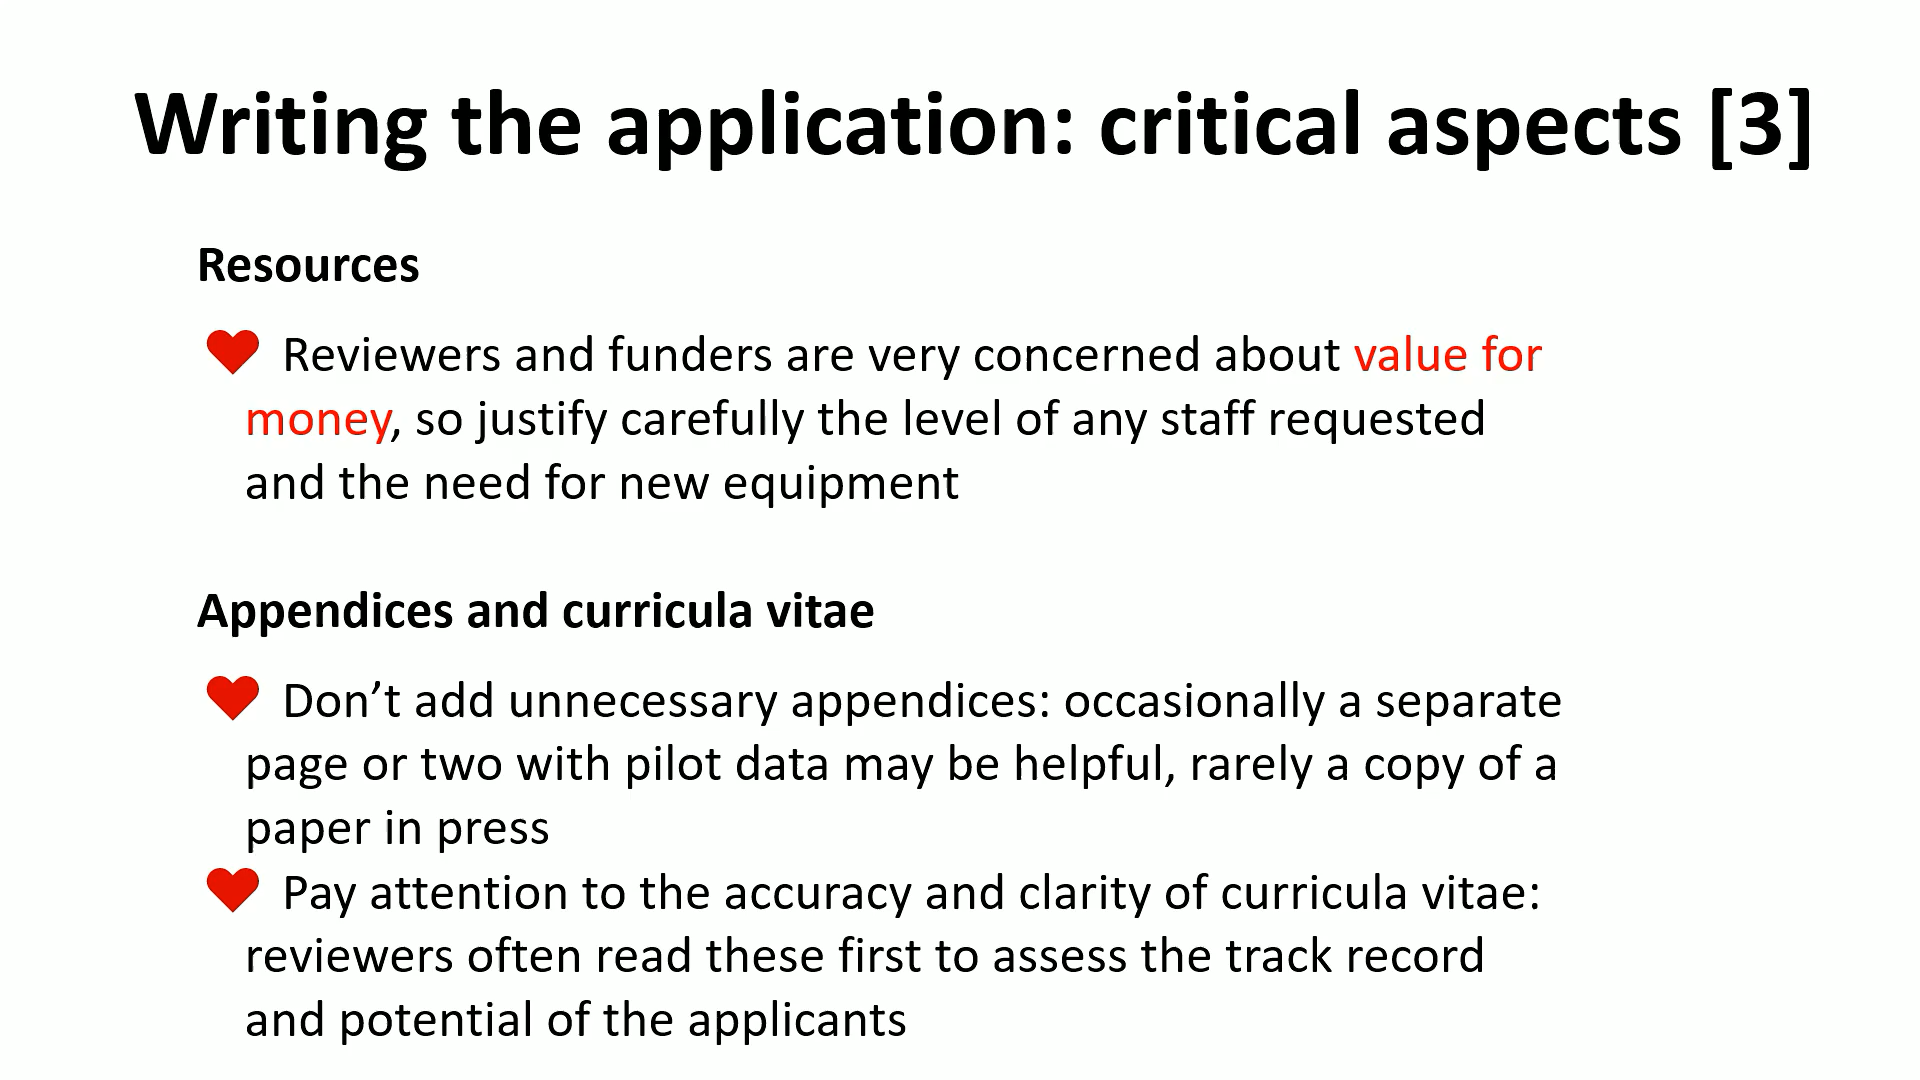 Writing the application: critical aspects [3]
Resources
Reviewers and funders are very concerned about value for
money, so justify carefully the level of any staff requested
and the need for new equipment
Appendices and curricula vitae
Don’t add unnecessary appendices: occasionally a separate
page or two with pilot data may be helpful, rarely a copy of a
paper in press
Pay attention to the accuracy and clarity of curricula vitae:
reviewers often read these first to assess the track record
and potential of the applicants